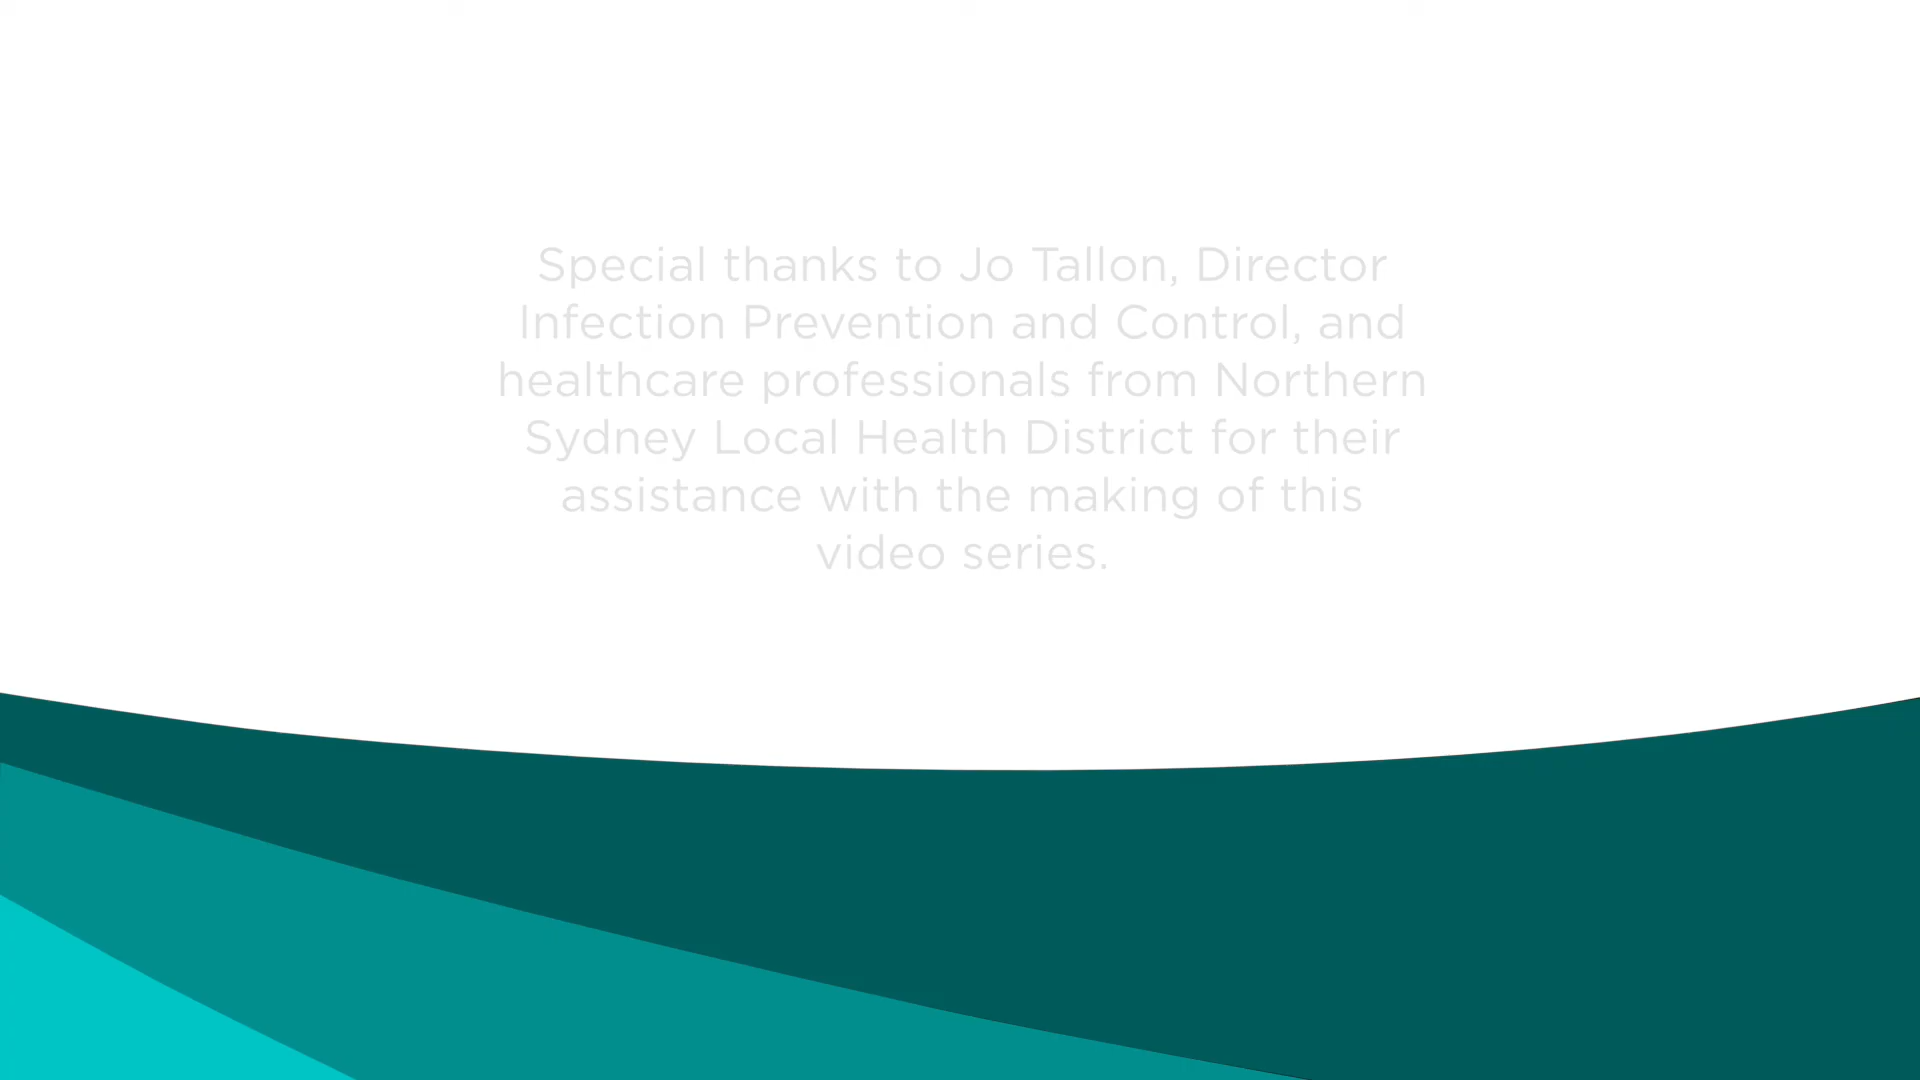 Special thanks to Jo Tallon, Director
Infection Prevention and Control, and
healthcare professionals from Northern
Sydney Local Health District for their
assistance with the making of this
video series.